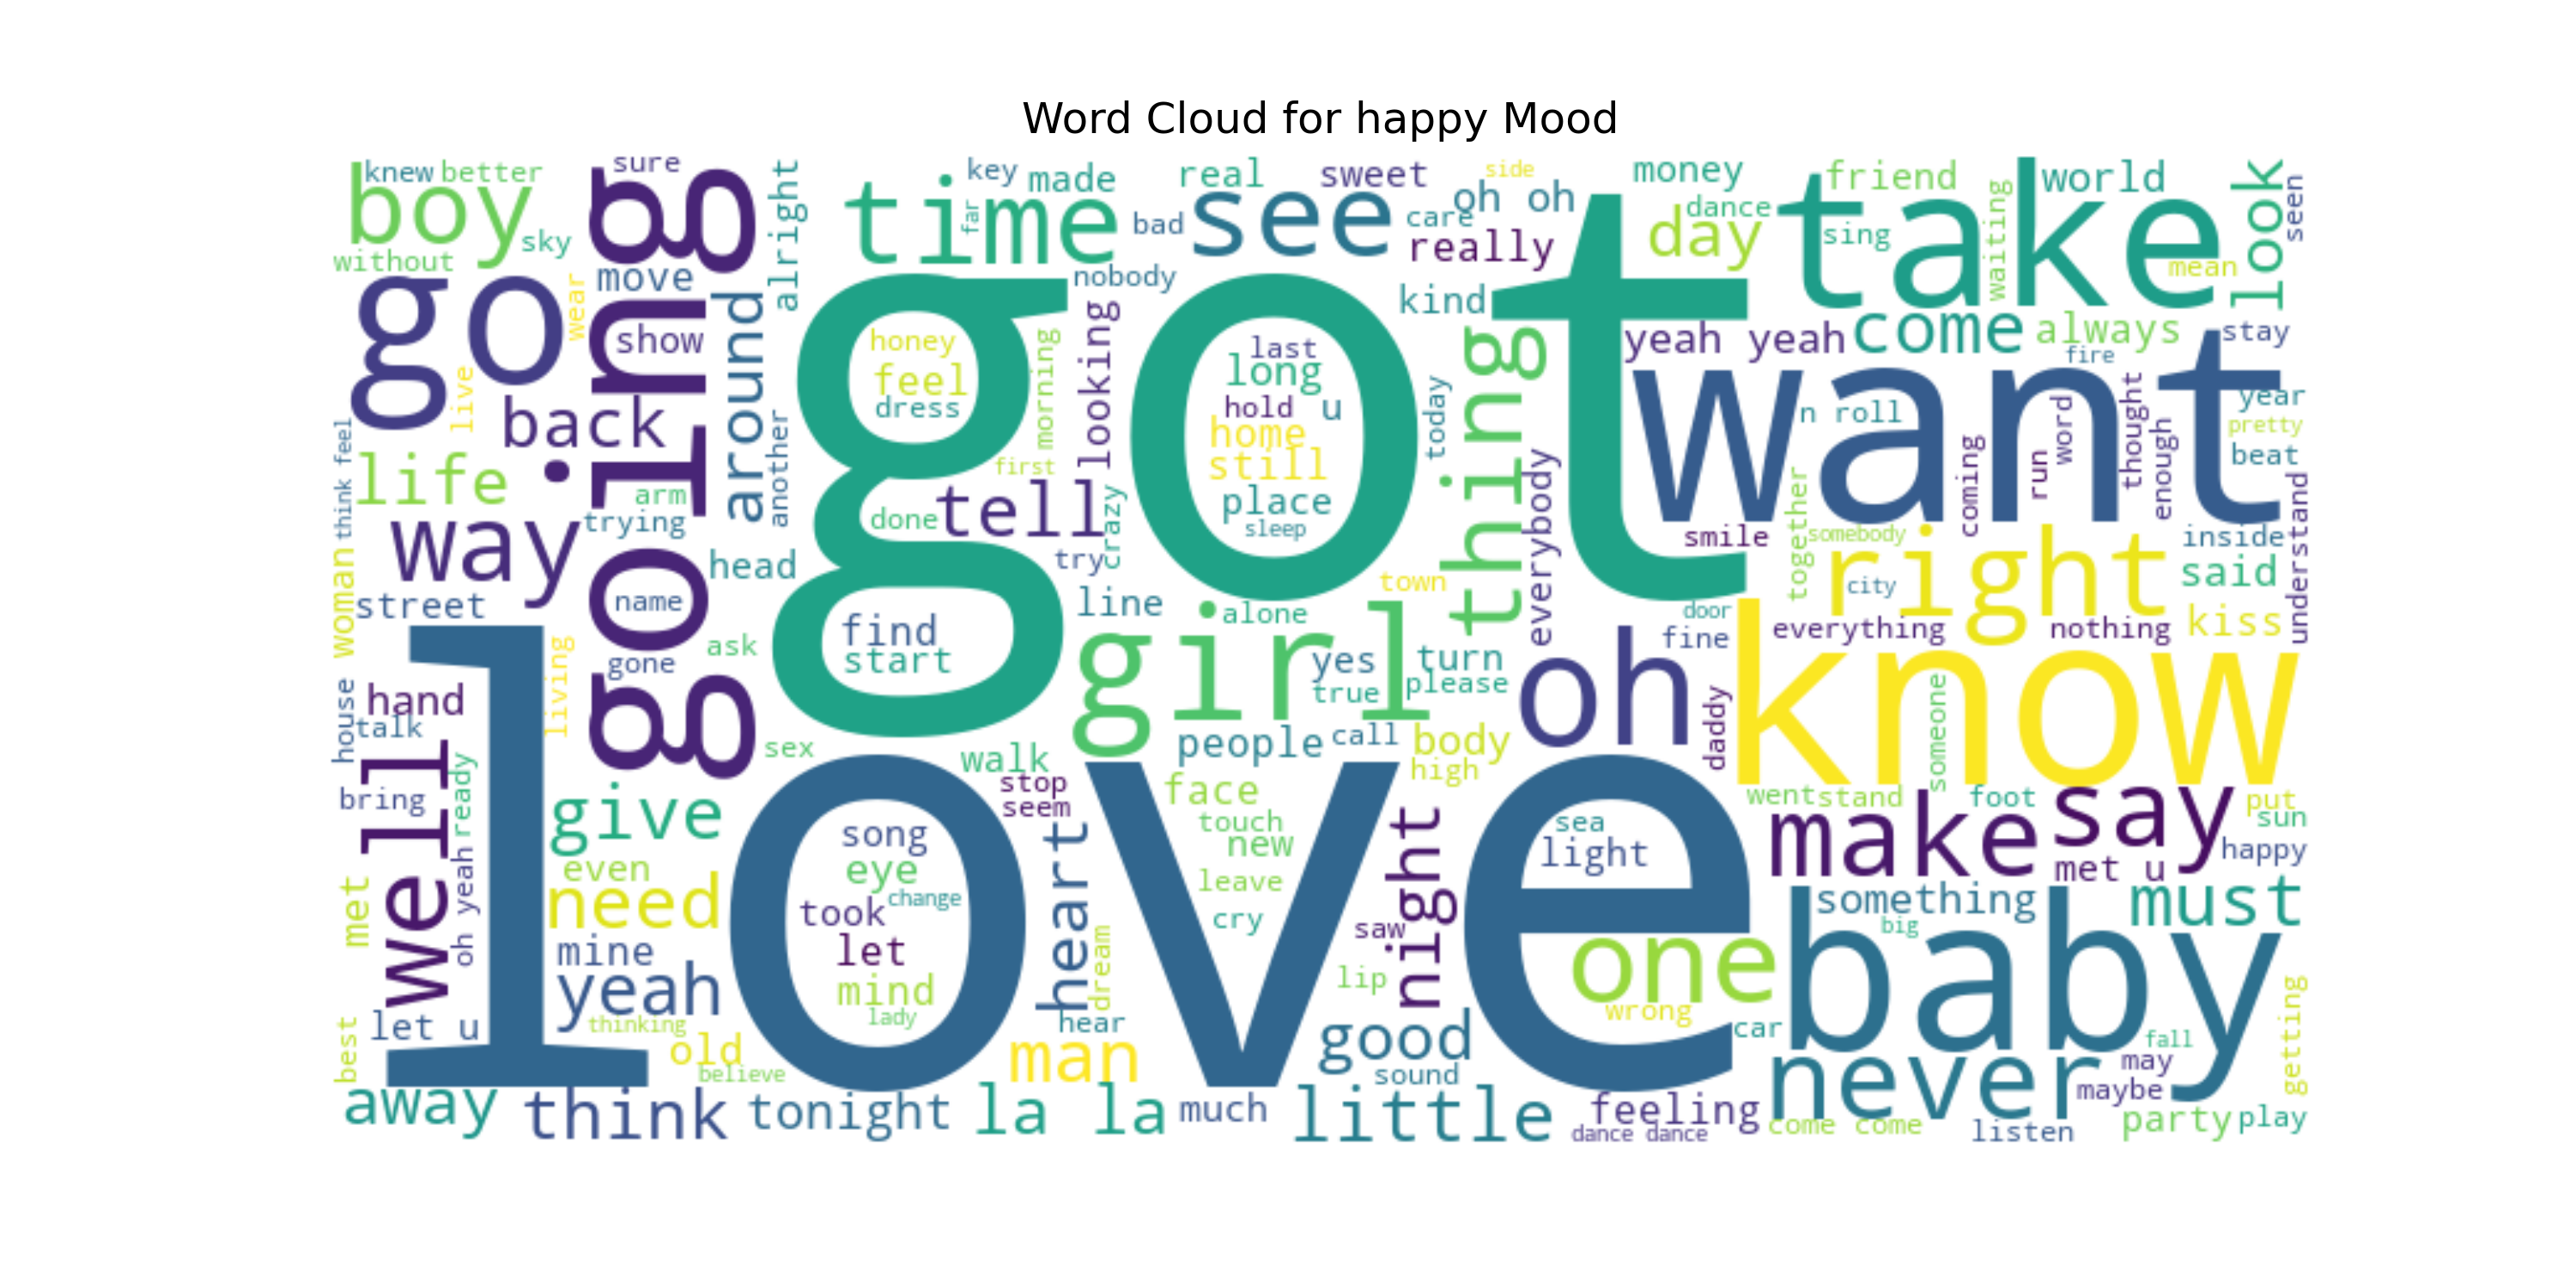 Word Cloud for happy Mood
knew better
boy
sky
without
sure
going
alright
key
made
time
far
bad
real
see
sweet
side
oh oh
care
really
money
dance
day
friend
sing
waiting
take
world
mean
look
seen
go
wear
move
show
around
another
live
back
nobody
kind
got
honey
feel
dress
morning
looking
last
long
hold
u
home
still
place
sleep
today
thing
everybody
yeah yeah
come
always
fire
stay
want
n roll
year
pretty
beat
coming
run
word
thought
enough
think feel
life
arm
trying
way
first
done
tell
crazy
try
smile
together
somebody
right
city
inside
said
understand
woman
street
head
name
line
alone
town
door
fine
everything
nothing
kiss
find
start
ask
gone
girl
yes
true
turn
please
oh
daddy
know
someone
house
hand
talk
living
love
well
bring
ready
oh yeah
sex
walk
stop
seem
people
call
body
high
give
even
need
mine
yeah
song
eye
change
took
let
mind
lady
heart
dream
face
touch
new
leave
cry
night
saw
lip
sea
light
went
stand
foot
make
say
put
sun
happy
met u
something
big
must
baby
met
let u
best
thinking
old
believe
hear
man
good
sound
one
wrong
car
fall
may
maybe
getting
never
away
think
tonight
la la
much
little
feeling
dance dance
come come
listen
party
play